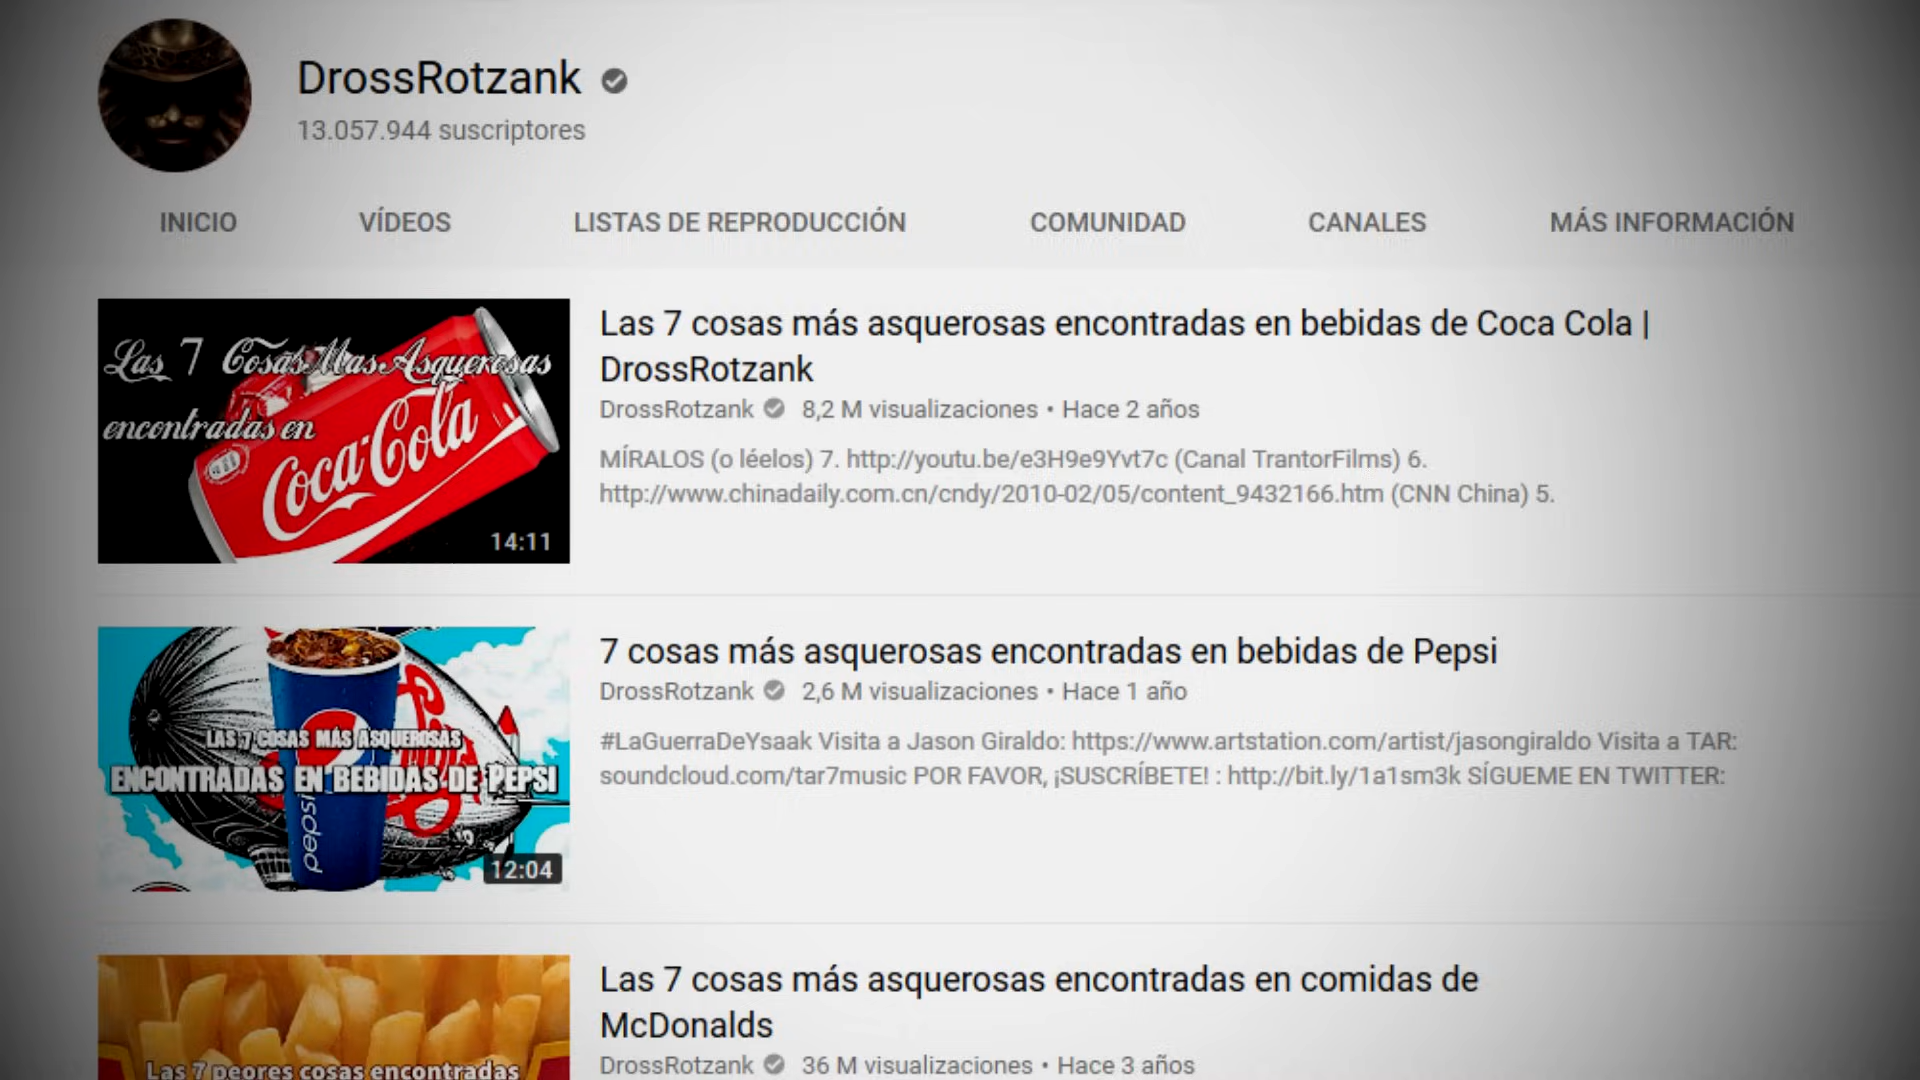 DrossRotzank
13.057.944 suscriptores
INICIO VÍDEOS LISTAS DE REPRODUCCIÓN COMUNIDAD CANALES MÁS INFORMACIÓN
Las 7 Cosas Mas Asquerosas
encontradas en
Coca-Cola
14:11
Las 7 cosas más asquerosas encontradas en bebidas de Coca Cola |
DrossRotzank
DrossRotzank 8,2 M visualizaciones • Hace 2 años
MÍRALOS (o léelos) 7. http://youtu.be/e3H9e9Yvt7c (Canal TrantorFilms) 6.
http://www.chinadaily.com.cn/cndy/2010-02/05/content_9432166.htm (CNN China) 5.
LAS 7 COSAS MÁS ASQUEROSAS
ENCONTRADAS EN BEBIDAS DE PEPSI
pepsi
12:04
7 cosas más asquerosas encontradas en bebidas de Pepsi
DrossRotzank 2,6 M visualizaciones • Hace 1 año
#LaGuerraDeYsaak Visita a Jason Giraldo: https://www.artstation.com/artist/jasongiraldo Visita a TAR:
soundcloud.com/tar7music POR FAVOR, ¡SUSCRÍBETE! : http://bit.ly/1a1sm3k SÍGUEME EN TWITTER:
Las 7 peores cosas encontradas
Las 7 cosas más asquerosas encontradas en comidas de
McDonalds
DrossRotzank 36 M visualizaciones • Hace 3 años